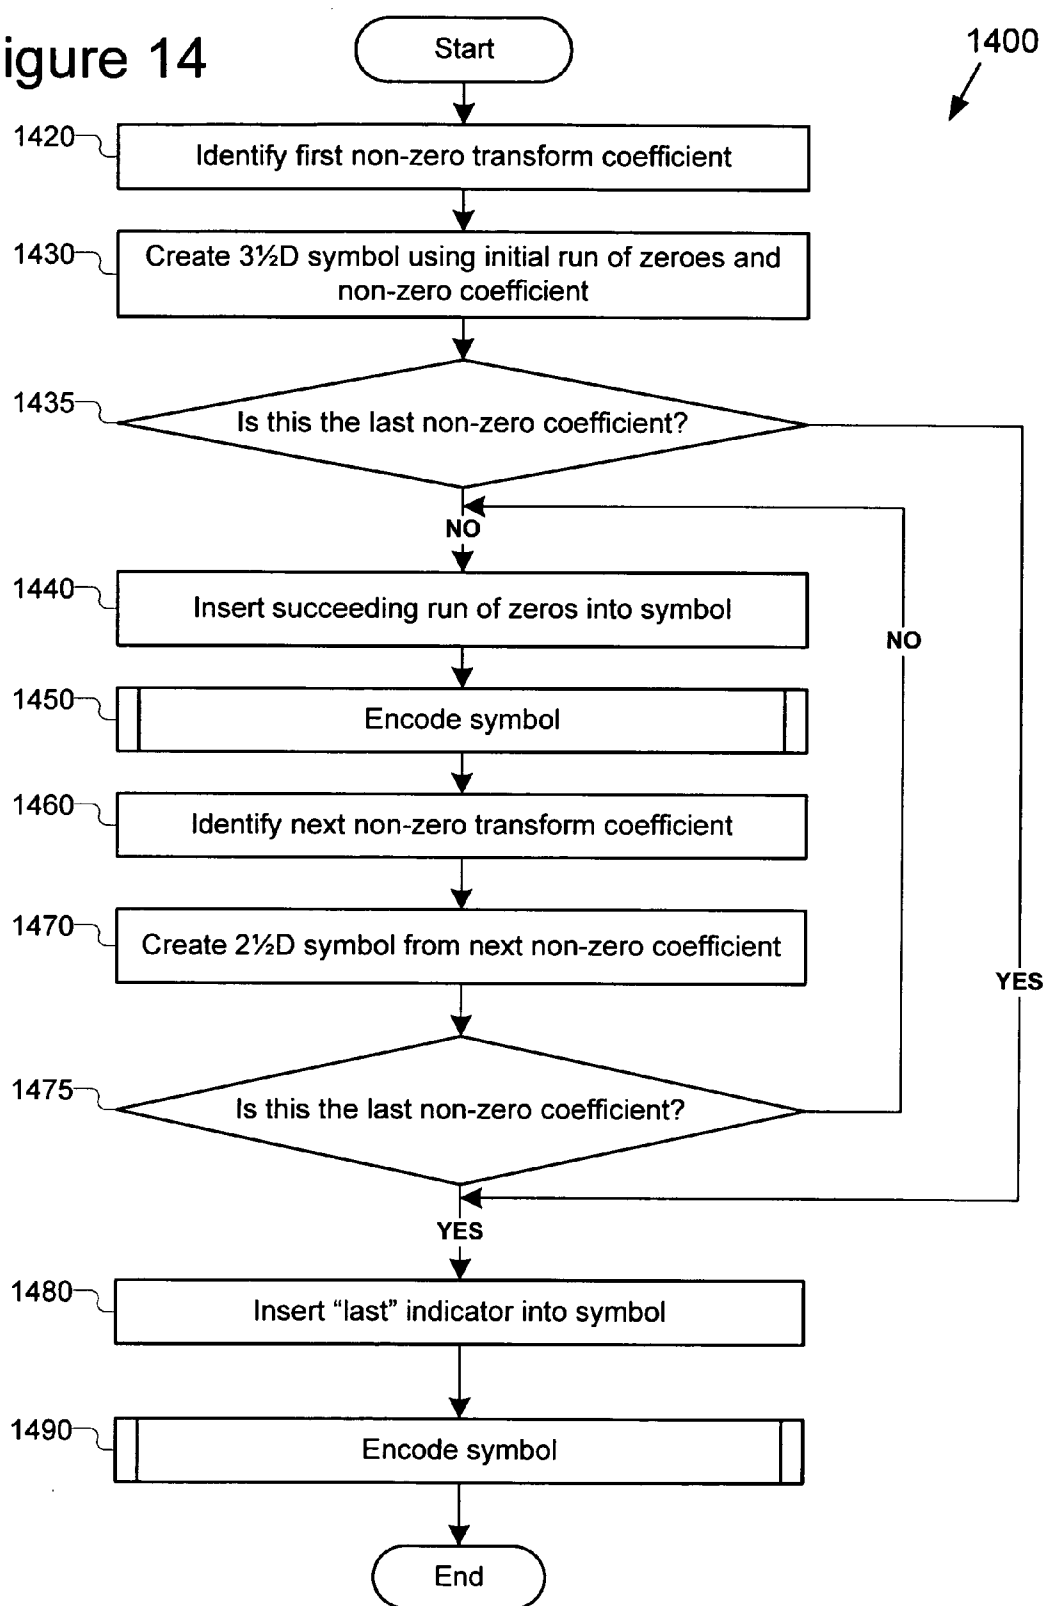 igure 14
Start
1400
1420
Identify first non-zero transform coefficient
1430
Create 3½D symbol using initial run of zeroes and
non-zero coefficient
1435
Is this the last non-zero coefficient?
NO
1440
Insert succeeding run of zeros into symbol
NO
1450
Encode symbol
1460
Identify next non-zero transform coefficient
1470
Create 2½D symbol from next non-zero coefficient
YES
1475
Is this the last non-zero coefficient?
YES
1480
Insert “last” indicator into symbol
1490
Encode symbol
End